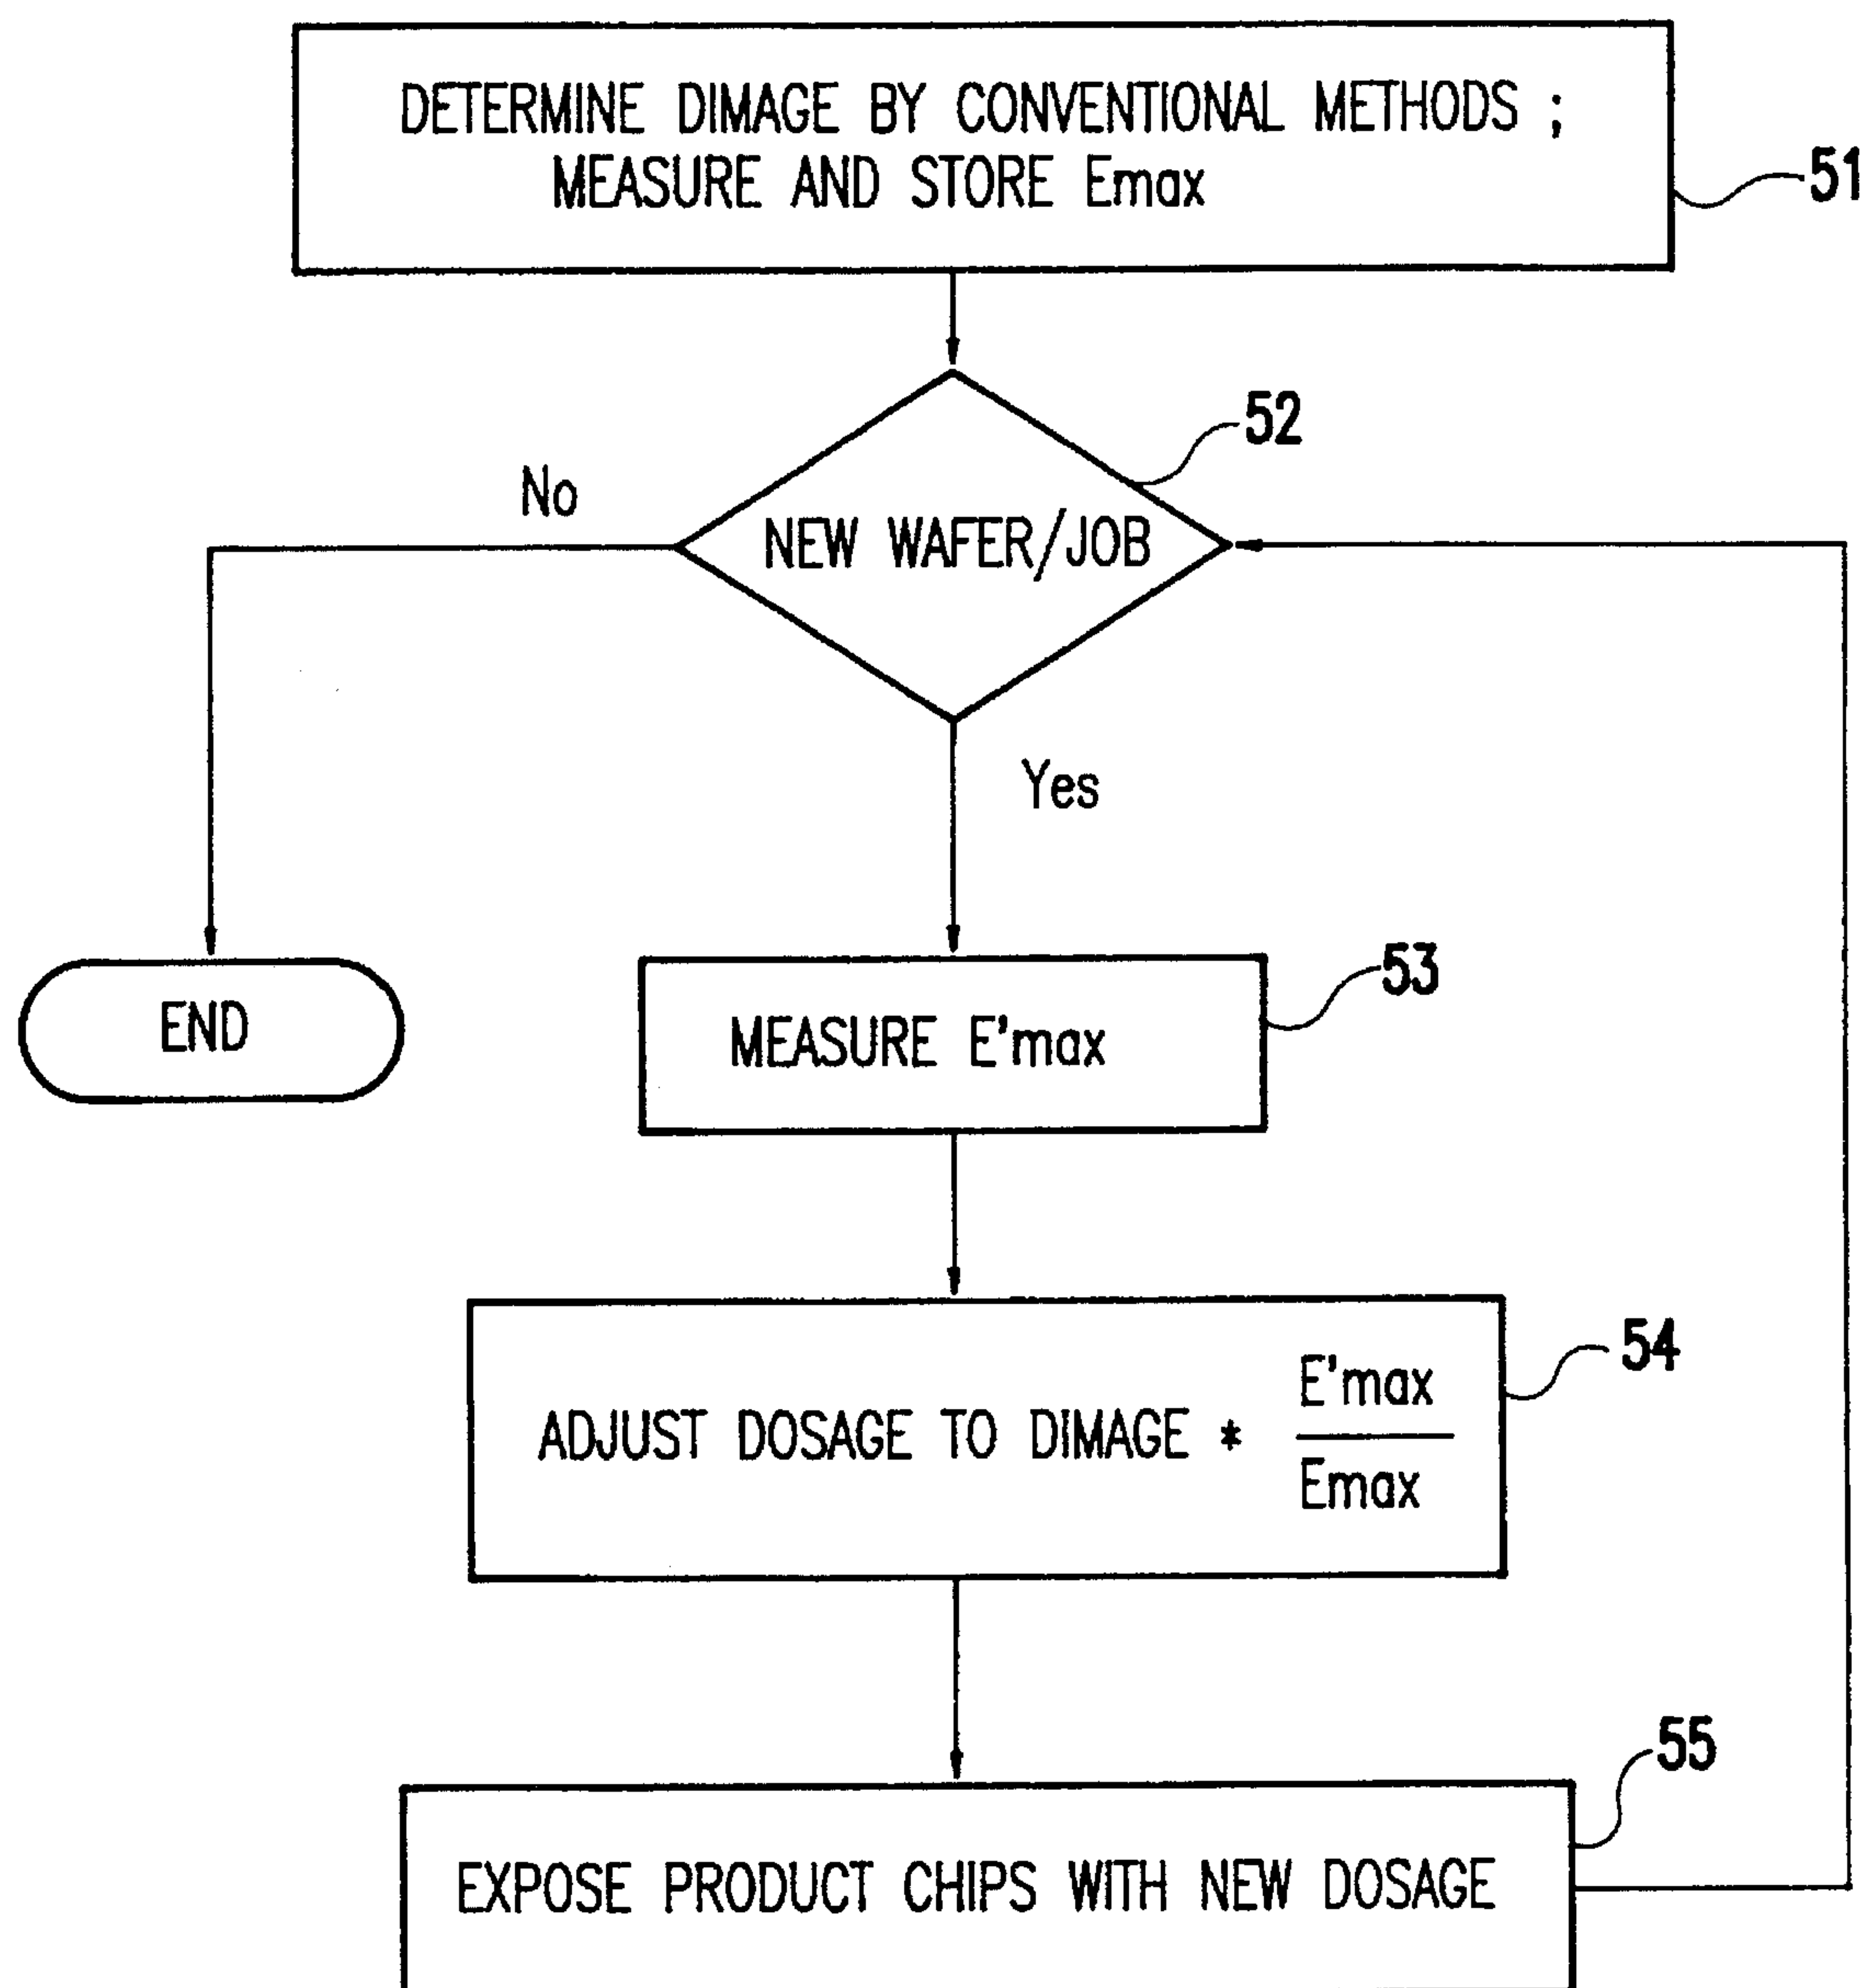 DETERMINE DIMAGE BY CONVENTIONAL METHODS ;
MEASURE AND STORE Emax
51
52
No
NEW WAFER/JOB
Yes
53
END
MEASURE E'max
54
E'max
ADJUST DOSAGE TO DIMAGE *
Emax
55
EXPOSE PRODUCT CHIPS WITH NEW DOSAGE